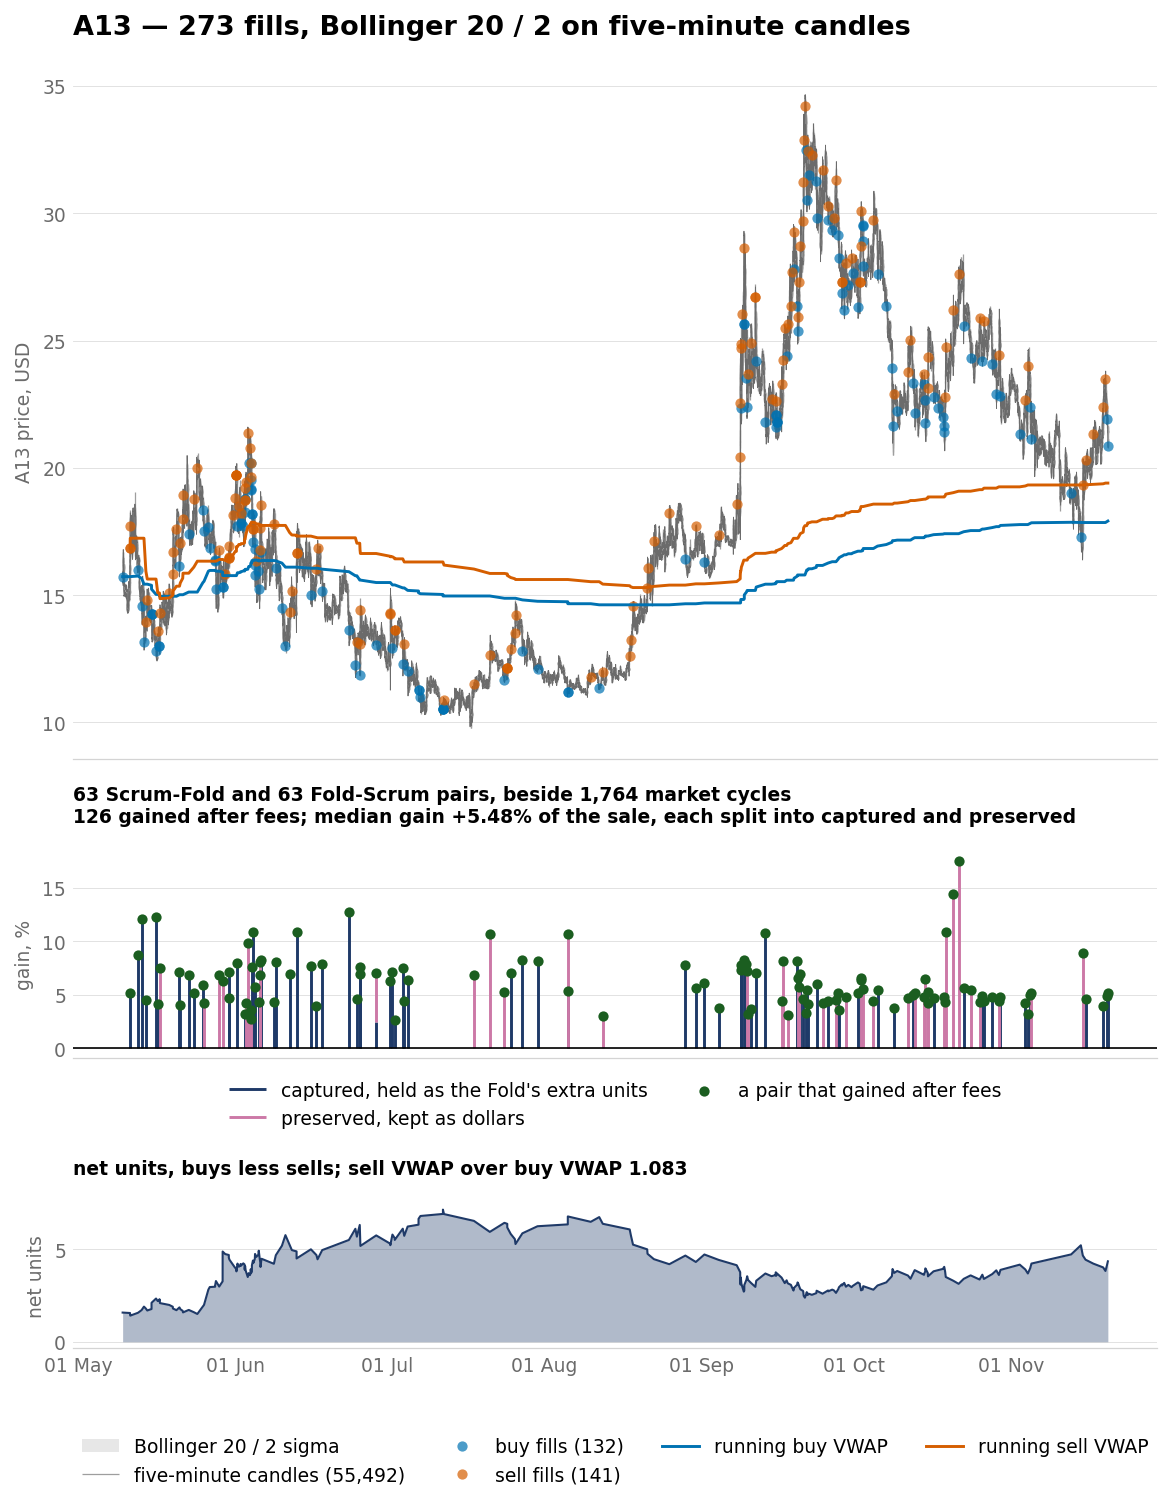 A13 — 273 fills, Bollinger 20 / 2 on five-minute candles
35
30
25
20
15
10
A13 price, USD
63 Scrum-Fold and 63 Fold-Scrum pairs, beside 1,764 market cycles
126 gained after fees; median gain +5.48% of the sale, each split into captured and preserved
15
10
5
0
gain, %
captured, held as the Fold's extra units
a pair that gained after fees
preserved, kept as dollars
net units, buys less sells; sell VWAP over buy VWAP 1.083
5
0
net units
01 May 01 Jun 01 Jul 01 Aug 01 Sep 01 Oct 01 Nov
Bollinger 20 / 2 sigma
buy fills (132)
running buy VWAP
running sell VWAP
five-minute candles (55,492)
sell fills (141)